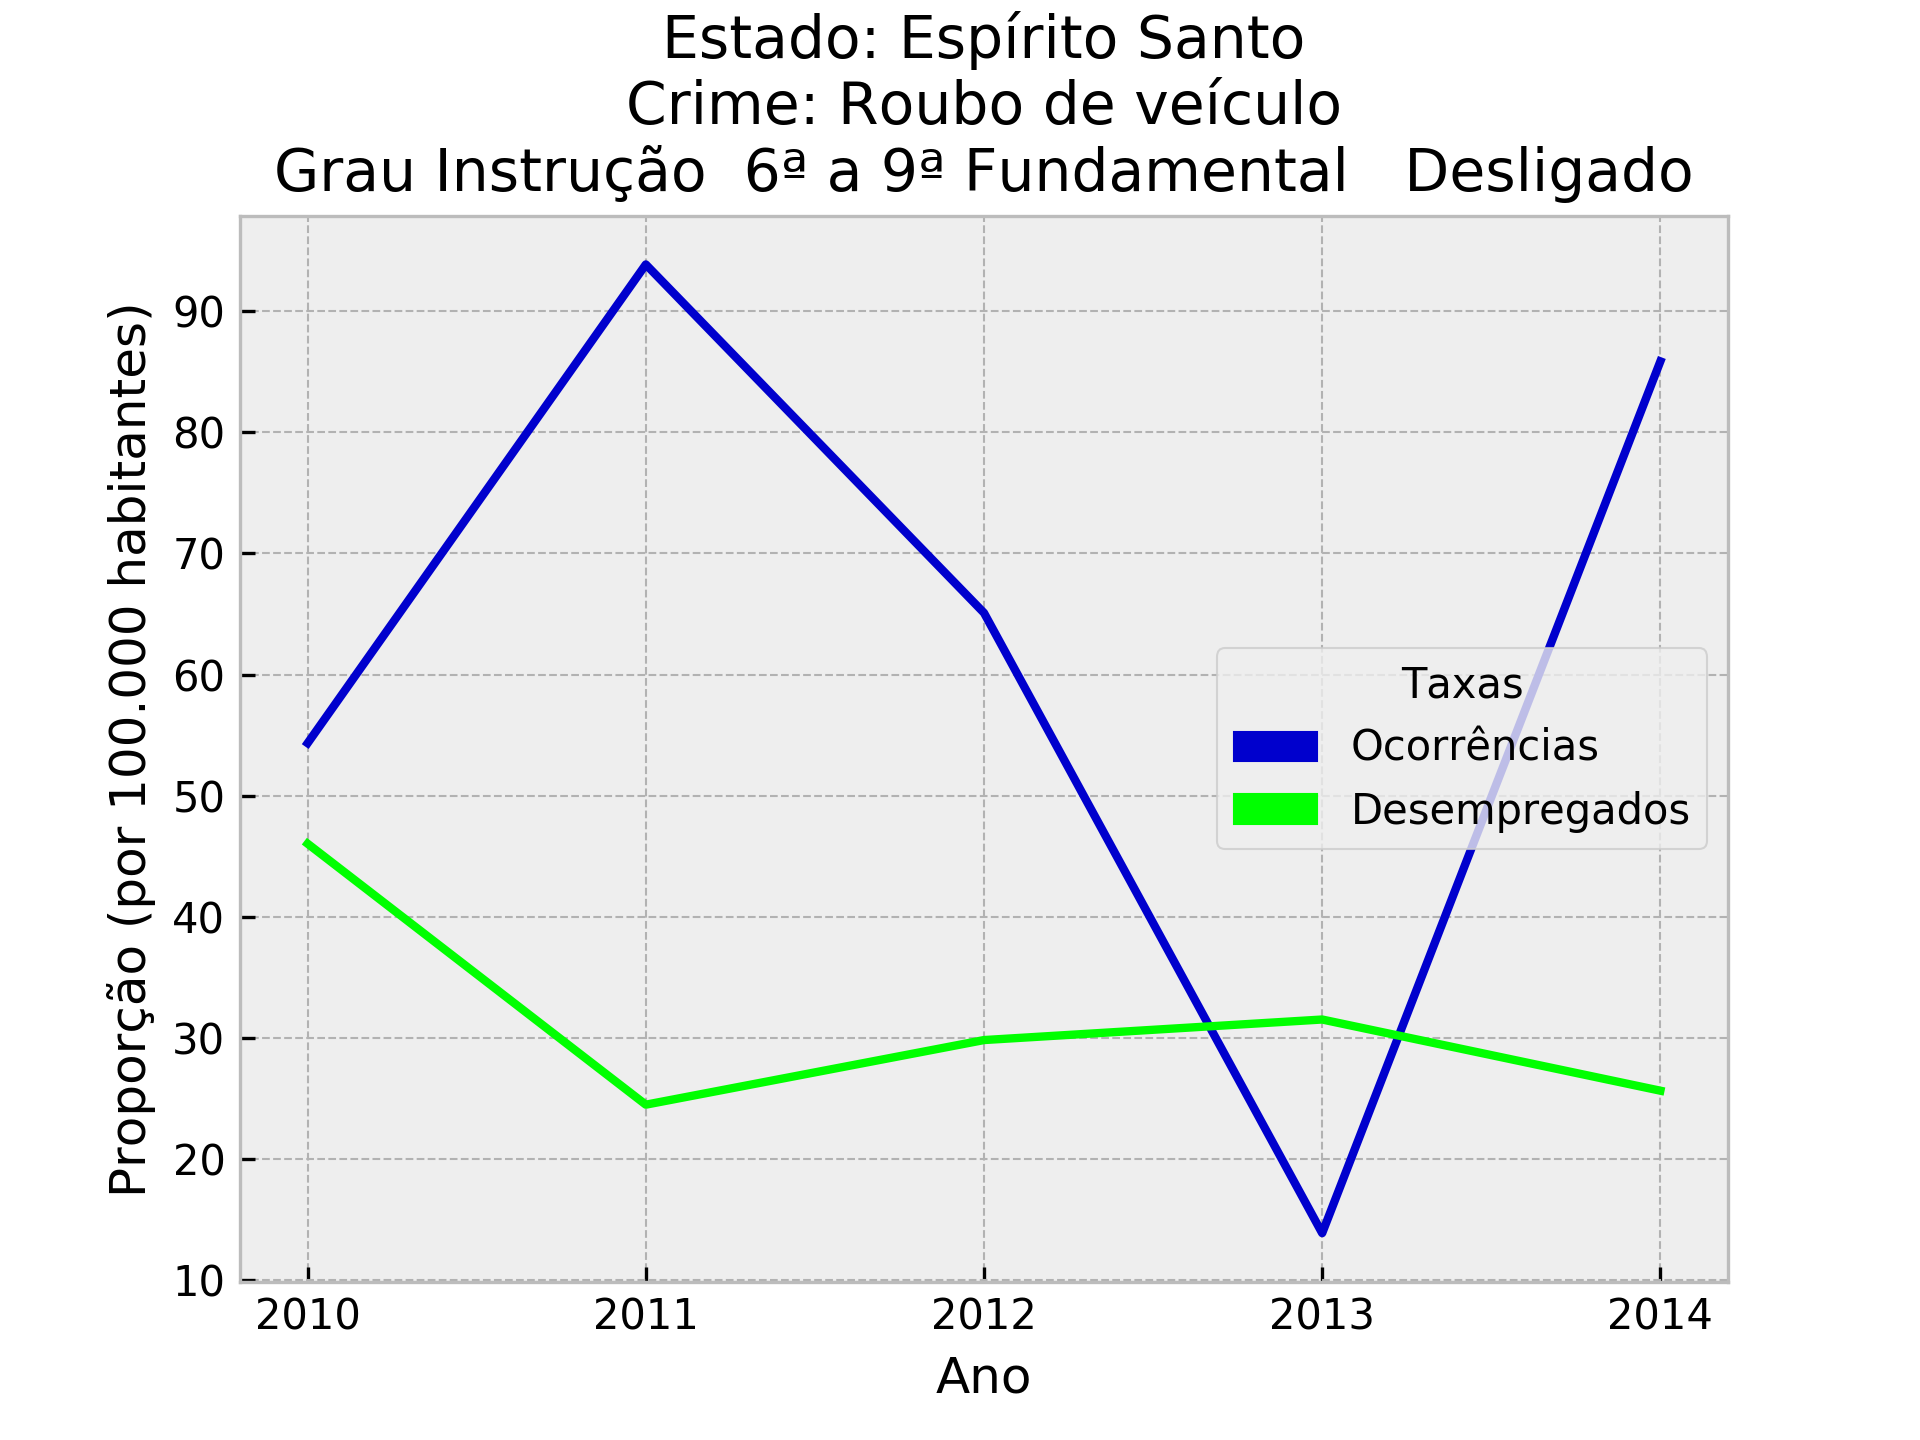 Estado: Espírito Santo
Crime: Roubo de veículo
Grau Instrução  6ª a 9ª Fundamental   Desligado
Proporção (por 100.000 habitantes)
90
80
70
60
50
40
30
20
10
Taxas
Ocorrências
Desempregados
2010 2011 2012 2013 2014
Ano